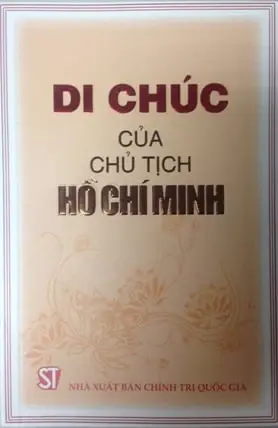 DI CHÚC
CỦA
CHỦ TỊCH
HỒ CHÍ MINH
ST
NHÀ XUẤT BẢN CHÍNH TRỊ QUỐC GIA